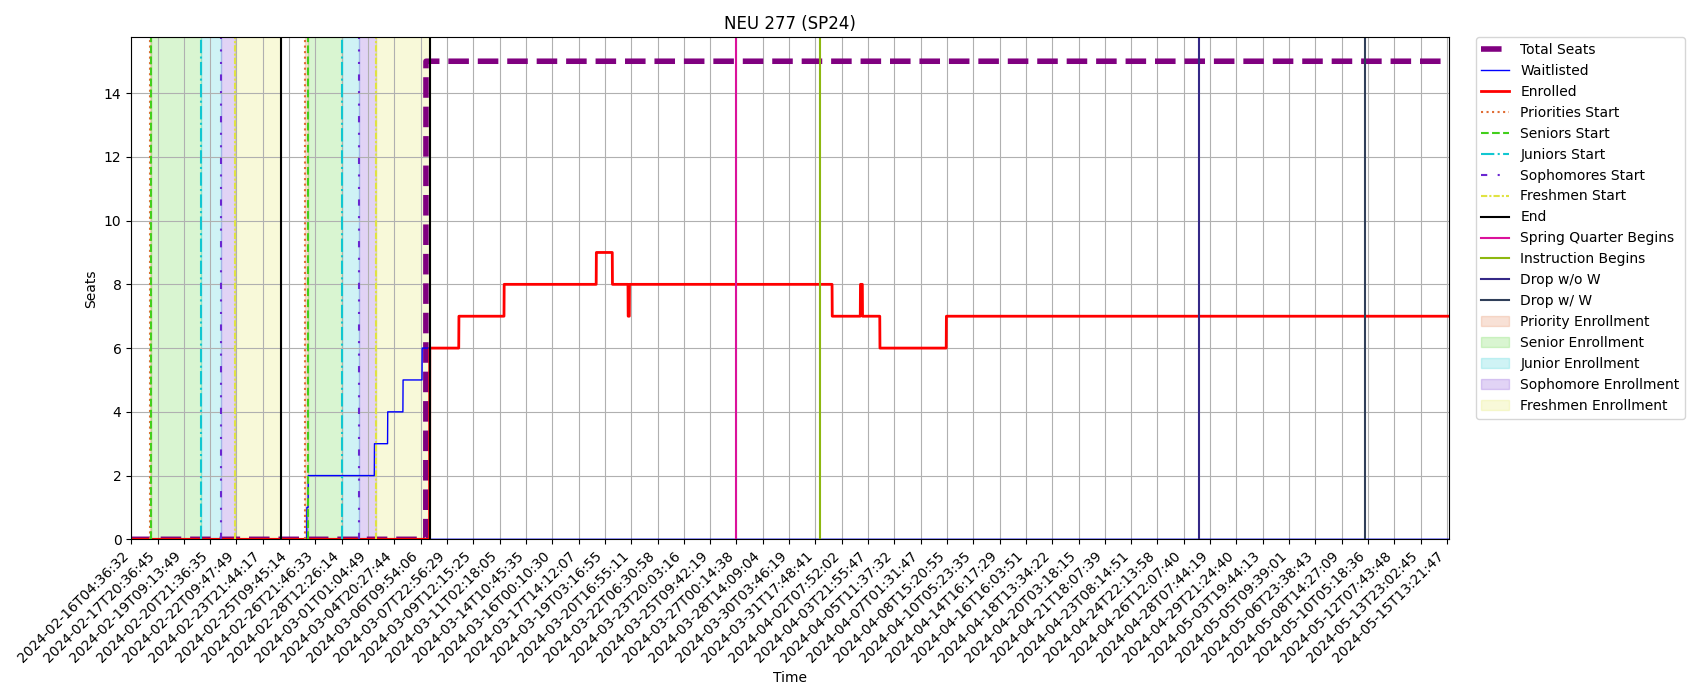 NEU 277 (SP24)
Seats
14
12
10
8
6
4
2
0
2024-02-16T04:36:32
2024-02-17T20:36:45
2024-02-19T09:13:49
2024-02-20T21:36:35
2024-02-22T09:47:49
2024-02-23T21:44:17
2024-02-25T09:45:14
2024-02-26T21:46:33
2024-02-28T12:26:14
2024-03-01T01:04:49
2024-03-04T20:27:44
2024-03-06T09:54:06
2024-03-07T22:56:29
2024-03-09T12:15:25
2024-03-11T02:18:05
2024-03-14T10:45:35
2024-03-16T00:10:30
2024-03-17T14:12:07
2024-03-19T03:16:55
2024-03-20T16:55:11
2024-03-22T06:30:58
2024-03-23T20:03:16
2024-03-25T09:42:19
2024-03-27T00:14:38
2024-03-28T14:09:04
2024-03-30T03:46:19
2024-03-31T17:48:41
2024-04-02T07:52:02
2024-04-03T21:55:47
2024-04-05T11:37:32
2024-04-07T01:31:47
2024-04-08T15:20:55
2024-04-10T05:23:35
2024-04-14T16:17:29
2024-04-16T16:03:51
2024-04-18T13:34:22
2024-04-20T03:18:15
2024-04-21T18:07:39
2024-04-23T08:14:51
2024-04-24T22:13:58
2024-04-26T12:07:40
2024-04-28T07:44:19
2024-04-29T21:24:40
2024-05-03T19:44:13
2024-05-05T09:39:01
2024-05-06T23:38:43
2024-05-08T14:27:09
2024-05-10T05:18:36
2024-05-12T07:43:48
2024-05-13T23:02:45
2024-05-15T13:21:47
Time
Total Seats
Waitlisted
Enrolled
Priorities Start
Seniors Start
Juniors Start
Sophomores Start
Freshmen Start
End
Spring Quarter Begins
Instruction Begins
Drop w/o W
Drop w/ W
Priority Enrollment
Senior Enrollment
Junior Enrollment
Sophomore Enrollment
Freshmen Enrollment